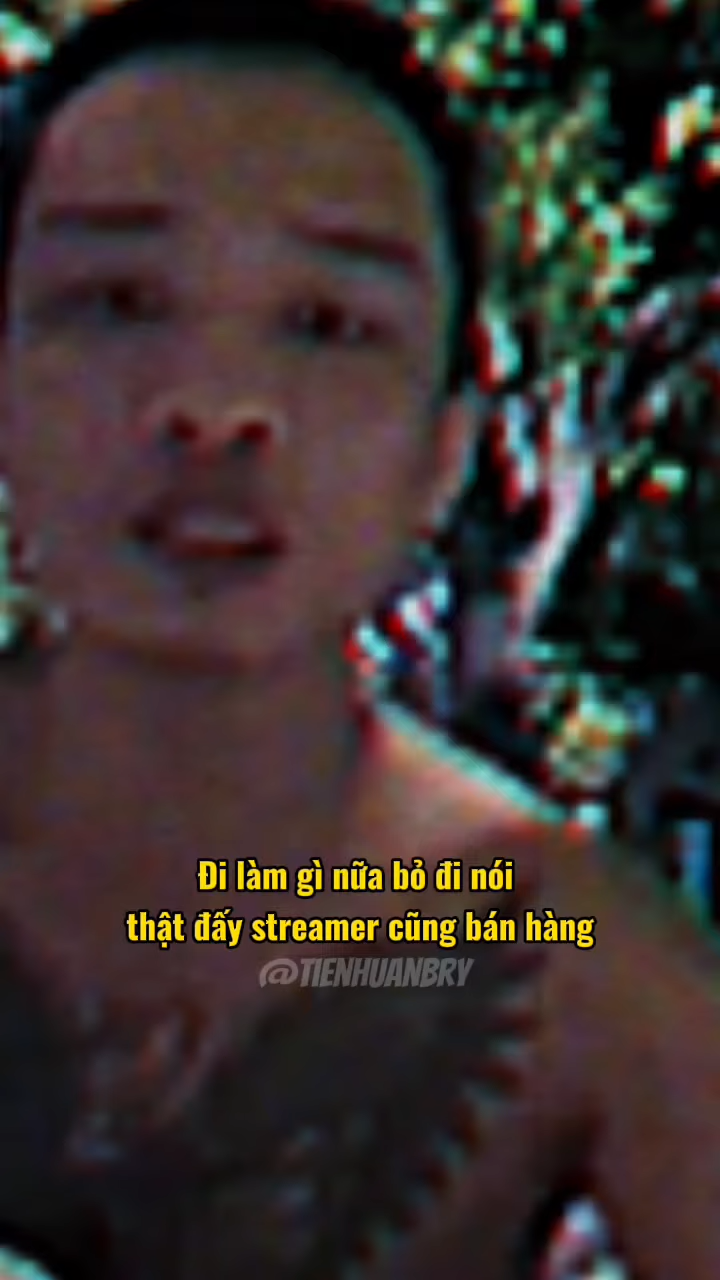 Đi làm gì nữa bỏ đi nói
thật đấy streamer cũng bán hàng
@TIENHUANBRY